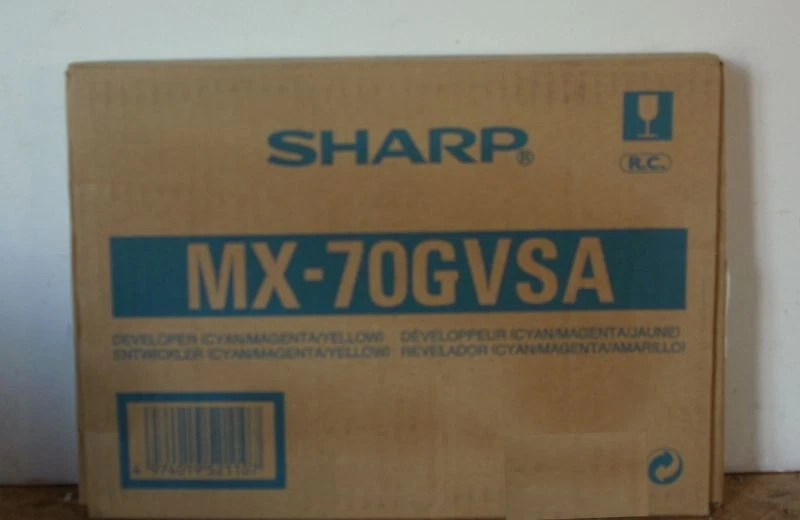 SHARP®
R.C.
MX-70GVSA
DEVELOPER (CYAN/MAGENTA/YELLOW) DÉVELOPPEUR (CYAN/MAGENTA/JAUNE)
ENTWICKLER (CYAN/MAGENTA/YELLOW) REVELADOR (CYAN/MAGENTA/AMARILLO)